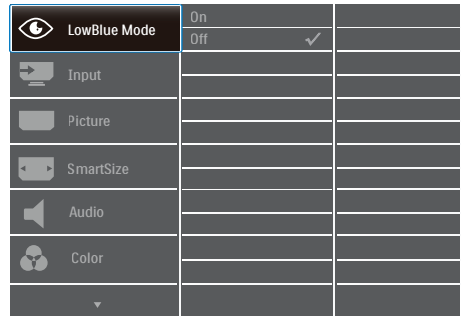 LowBlue Mode
On
Off
Input
Picture
SmartSize
Audio
Color